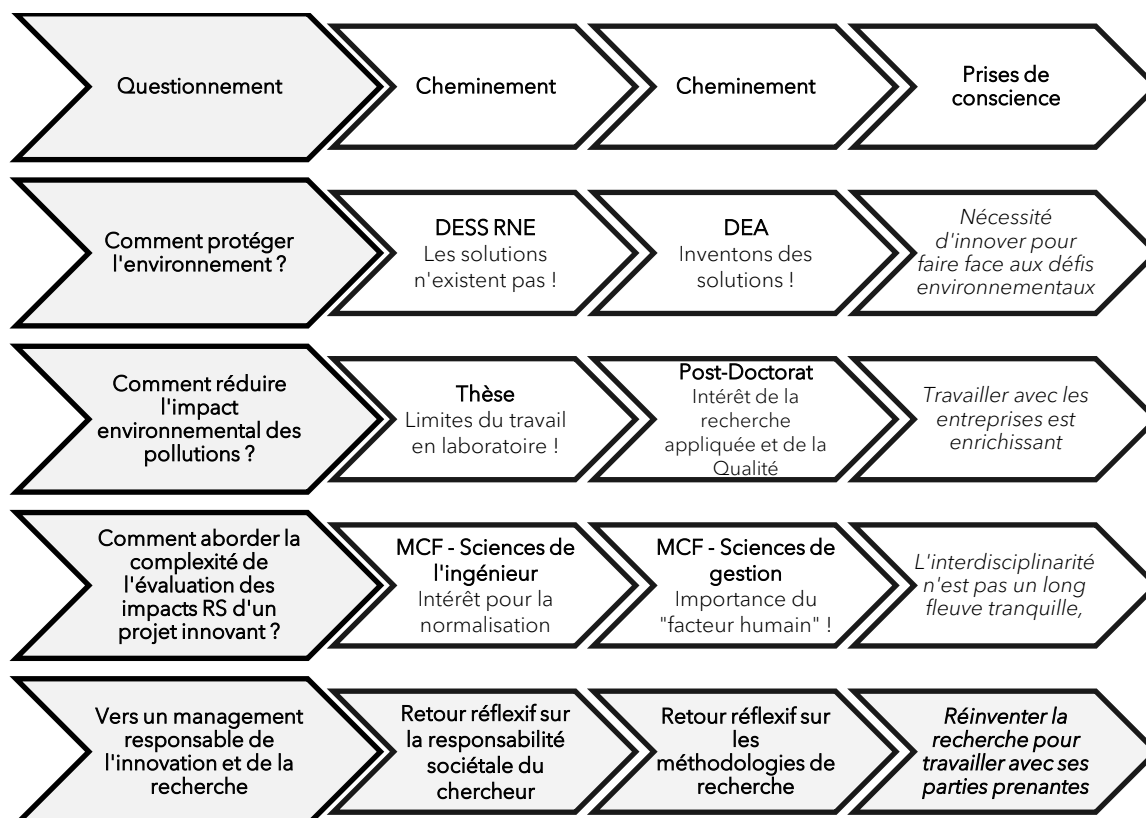 Questionnement
Cheminement
Cheminement
Prises de
conscience
Comment protéger
l'environnement ?
DESS RNE
Les solutions
n'existent pas !
DEA
Inventons des
solutions !
Nécessité
d'innover pour
faire face aux défis
environnementaux
Comment réduire
l'impact
environnemental des
pollutions ?
Thèse
Limites du travail
en laboratoire !
Post-Doctorat
Intérêt de la
recherche
appliquée et de la
Qualité
Travailler avec les
entreprises est
enrichissant
Comment aborder la
complexité de
l'évaluation des
impacts RS d'un
projet innovant ?
MCF - Sciences de
l'ingénieur
Intérêt pour la
normalisation
MCF - Sciences de
gestion
Importance du
"facteur humain" !
L'interdisciplinarité
n'est pas un long
fleuve tranquille,
Vers un management
responsable de
l'innovation et de la
recherche
Retour réflexif sur
la responsabilité
sociétale du
chercheur
Retour réflexif sur
les
méthodologies de
recherche
Réinventer la
recherche pour
travailler avec ses
parties prenantes